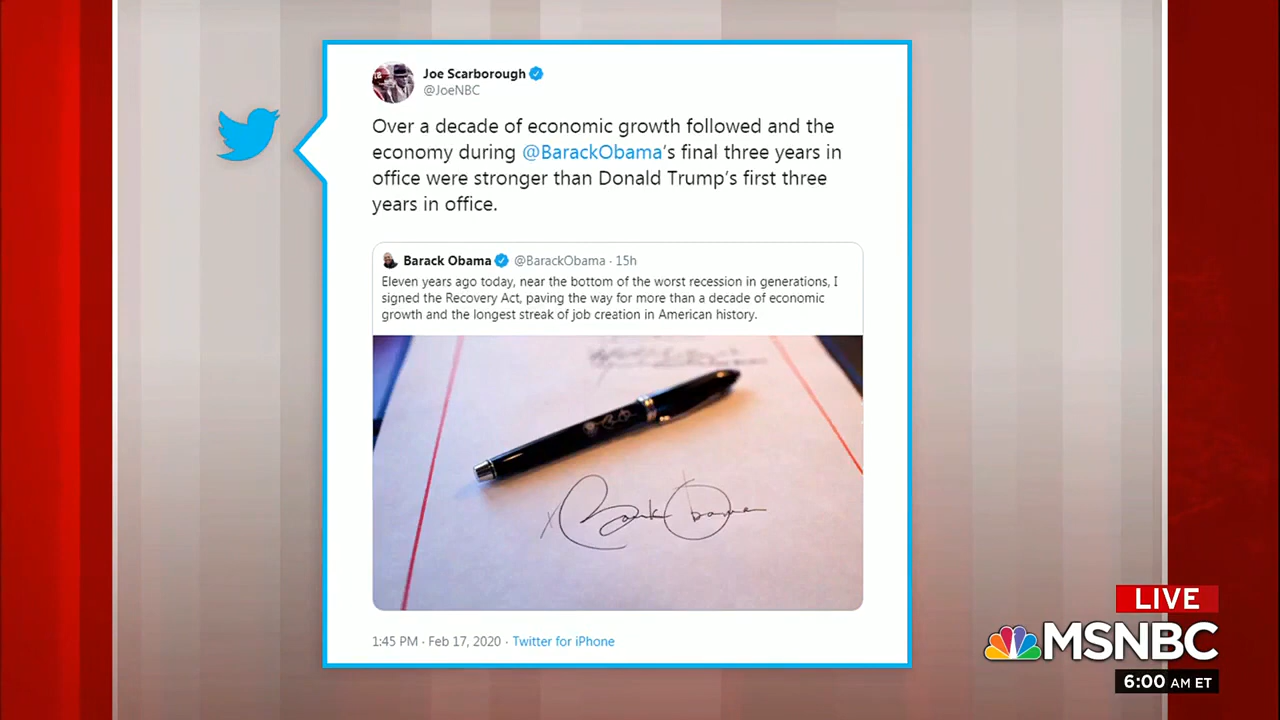 Joe Scarborough
@JoeNBC
Over a decade of economic growth followed and the
economy during @BarackObama's final three years in
office were stronger than Donald Trump's first three
years in office.
Barack Obama @BarackObama · 15h
Eleven years ago today, near the bottom of the worst recession in generations, I
signed the Recovery Act, paving the way for more than a decade of economic
growth and the longest streak of job creation in American history.
Barack Obama
1:45 PM · Feb 17, 2020 · Twitter for iPhone
LIVE
MSNBC
6:00 AM ET